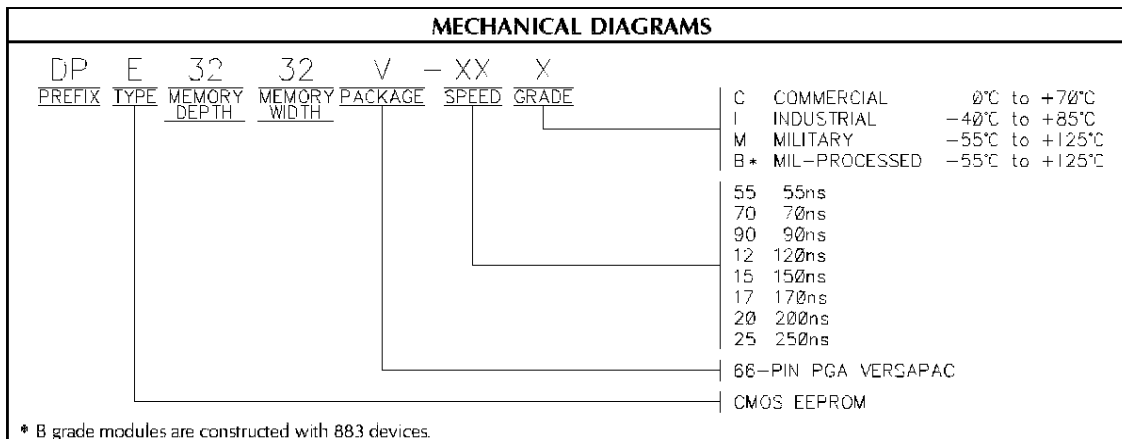 MECHANICAL DIAGRAMS
DP E 32 32 V - XX X
PREFIX TYPE MEMORY DEPTH MEMORY WIDTH PACKAGE SPEED GRADE
C COMMERCIAL 0°C to +70°C
I INDUSTRIAL -40°C to +85°C
M MILITARY -55°C to +125°C
B* MIL-PROCESSED -55°C to +125°C
55 55ns
70 70ns
90 90ns
12 120ns
15 150ns
17 170ns
20 200ns
25 250ns
66-PIN PGA VERSAPAC
CMOS EEPROM
* B grade modules are constructed with 883 devices.